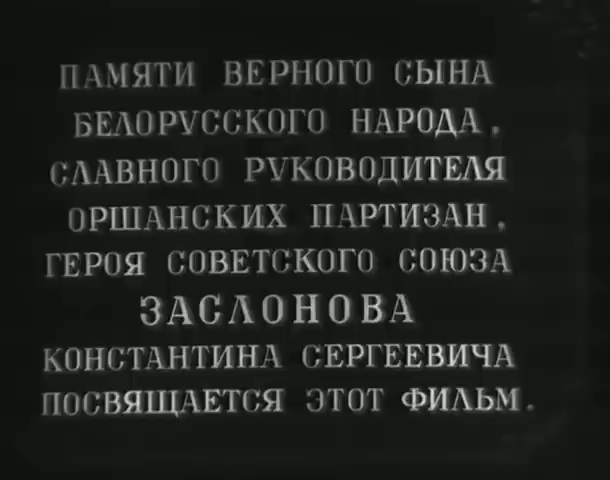 ПАМЯТИ ВЕРНОГО СЫНА
БЕЛОРУССКОГО НАРОДА,
СЛАВНОГО РУКОВОДИТЕЛЯ
ОРШАНСКИХ ПАРТИЗАН,
ГЕРОЯ СОВЕТСКОГО СОЮЗА
ЗАСЛОНОВА
КОНСТАНТИНА СЕРГЕЕВИЧА
ПОСВЯЩАЕТСЯ ЭТОТ ФИЛЬМ.